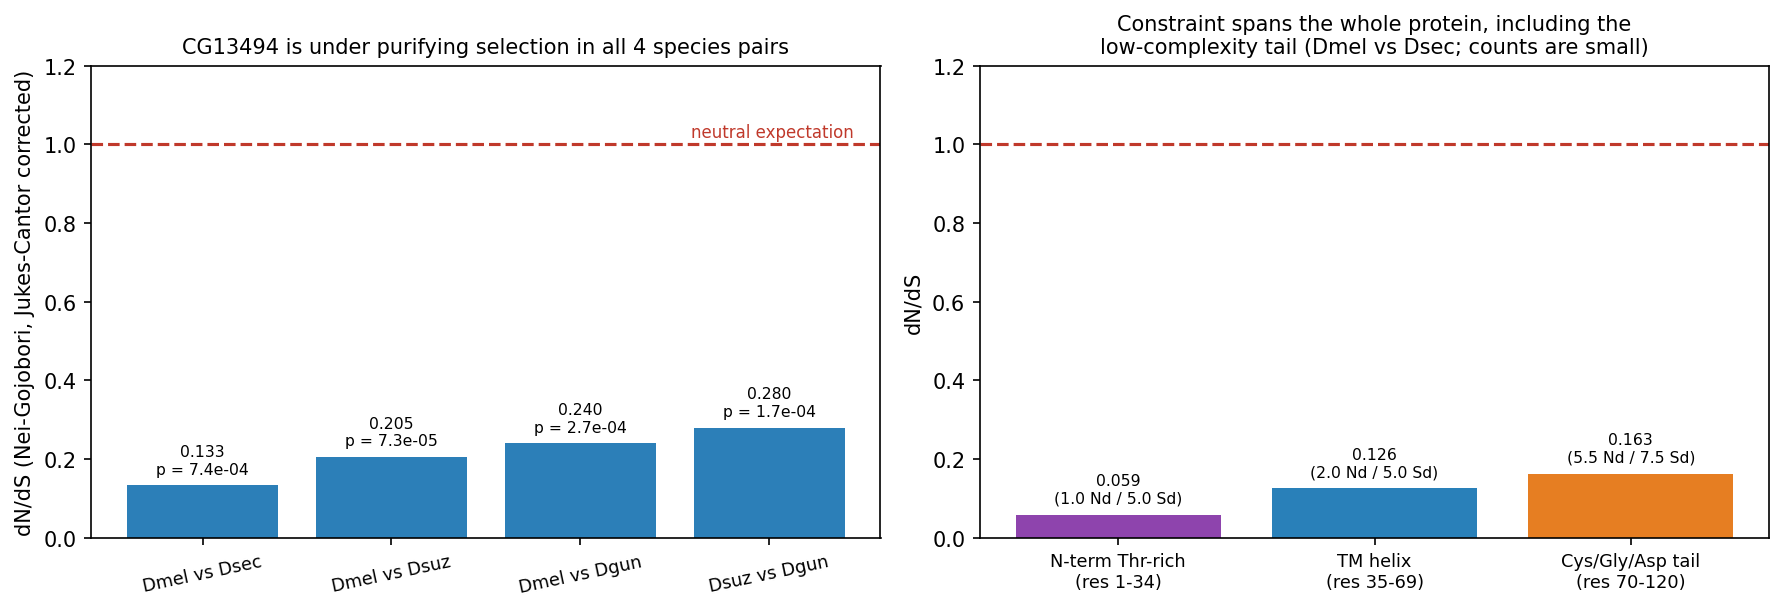 CG13494 is under purifying selection in all 4 species pairs
dN/dS (Nei-Gojobori, Jukes-Cantor corrected)
1.2
1.0
0.8
0.6
0.4
0.2
0.0
neutral expectation
0.133
p = 7.4e-04
0.205
p = 7.3e-05
0.240
p = 2.7e-04
0.280
p = 1.7e-04
Dmel vs Dsec
Dmel vs Dsuz
Dmel vs Dgun
Dsuz vs Dgun
Constraint spans the whole protein, including the
low-complexity tail (Dmel vs Dsec; counts are small)
dN/dS
1.2
1.0
0.8
0.6
0.4
0.2
0.0
0.059
(1.0 Nd / 5.0 Sd)
0.126
(2.0 Nd / 5.0 Sd)
0.163
(5.5 Nd / 7.5 Sd)
N-term Thr-rich
(res 1-34)
TM helix
(res 35-69)
Cys/Gly/Asp tail
(res 70-120)